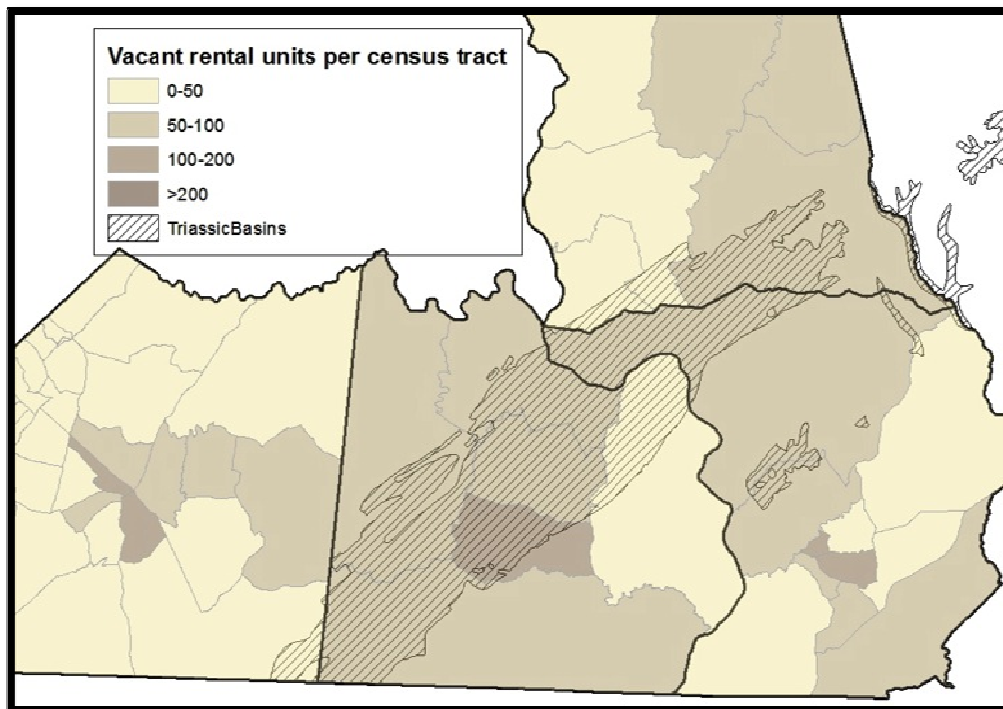 Vacant rental units per census tract
0-50
50-100
100-200
>200
TriassicBasins